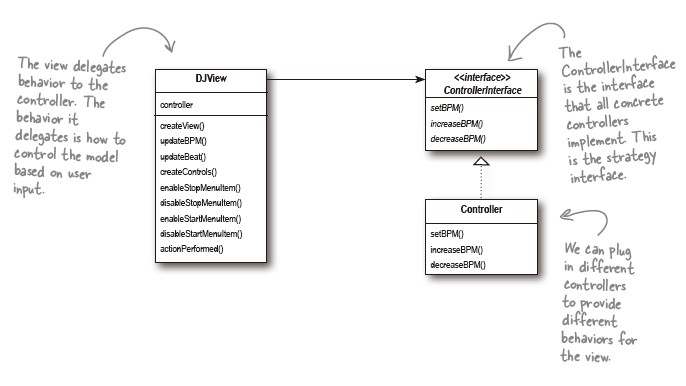 The view delegates
behavior to the
controller. The
behavior it
delegates is how to
control the model
based on user
input.
DJView
controller
createView()
updateBPM()
updateBeat()
createControls()
enableStopMenuItem()
disableStopMenuItem()
enableStartMenuItem()
disableStartMenuItem()
actionPerformed()
<<interface>>
ControllerInterface
setBPM()
increaseBPM()
decreaseBPM()
The
ControllerInterface
is the interface
that all concrete
controllers
implement. This
is the strategy
interface.
Controller
setBPM()
increaseBPM()
decreaseBPM()
We can plug
in different
controllers
to provide
different
behaviors for
the view.